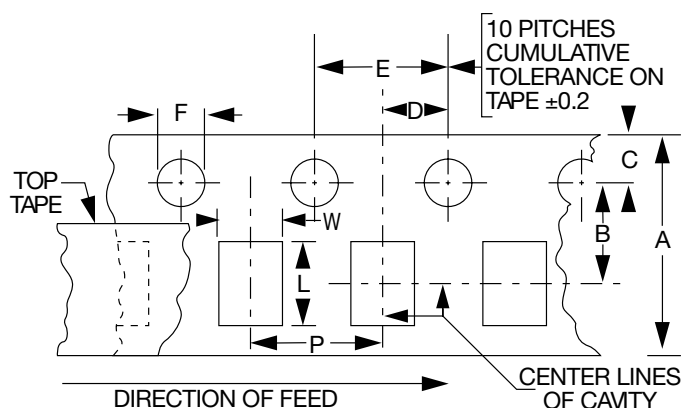 10 PITCHES
CUMULATIVE
TOLERANCE ON
TAPE ±0.2
E
F
D
C
TOP
TAPE
W
B
A
L
P
CENTER LINES
OF CAVITY
DIRECTION OF FEED